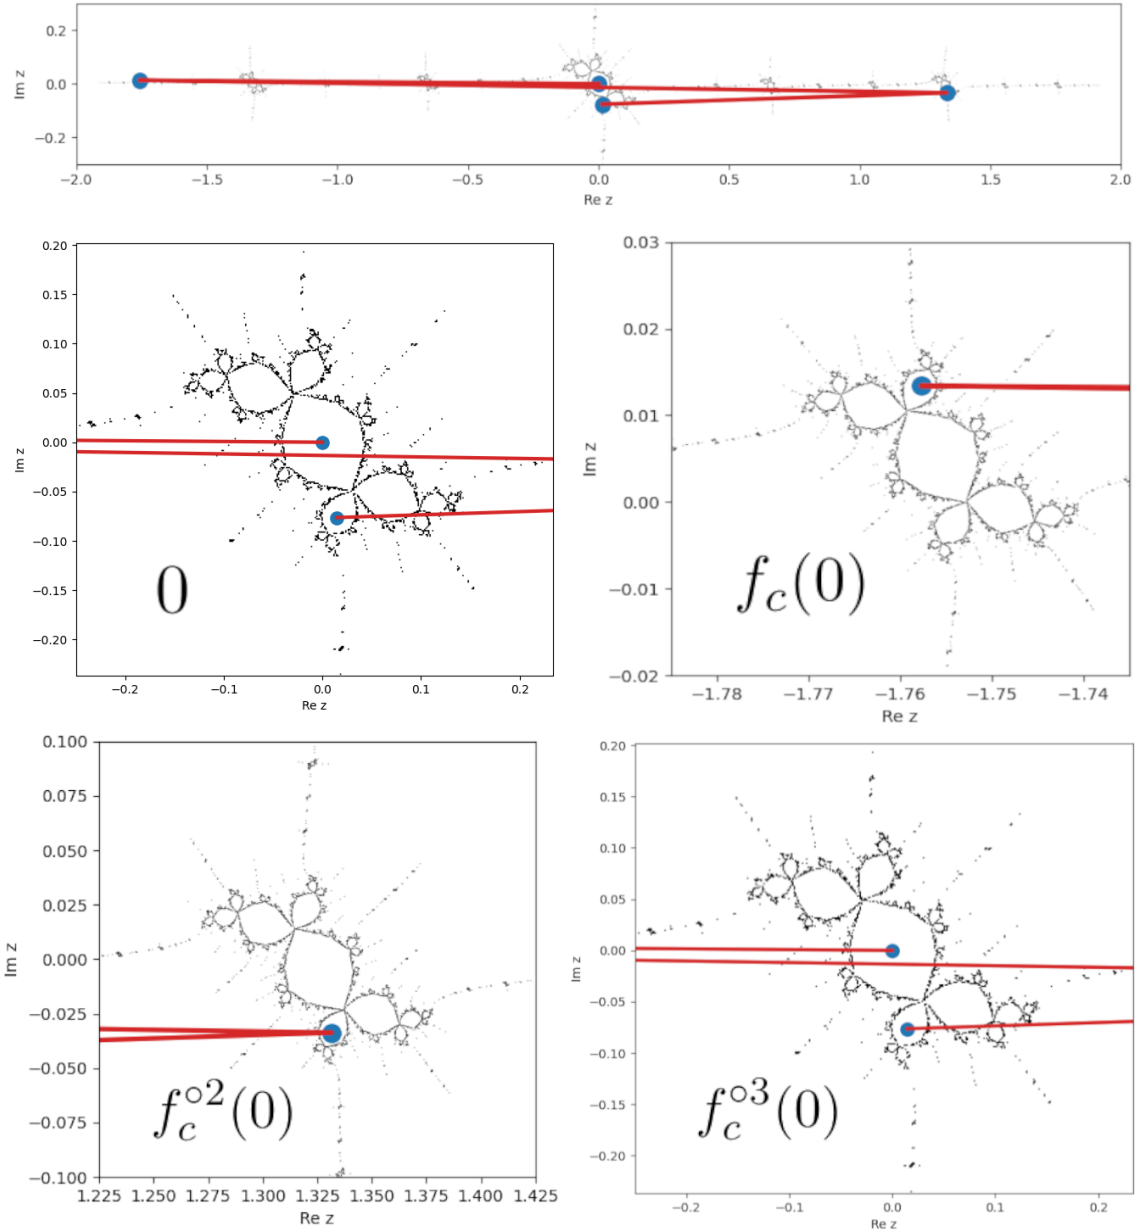 0.2
0.0
−0.2
Im z
−2.0 −1.5 −1.0 −0.5 0.0 0.5 1.0 1.5 2.0
Re z
0.20
0.15
0.10
0.05
0.00
−0.05
−0.10
−0.15
−0.20
Im z
0
−0.2 −0.1 0.0 0.1 0.2
Re z
0.03
0.02
0.01
0.00
−0.01
−0.02
Im z
f_c(0)
−1.78 −1.77 −1.76 −1.75 −1.74
Re z
0.100
0.075
0.050
0.025
0.000
−0.025
−0.050
−0.075
−0.100
Im z
f_c^{∘2}(0)
1.225 1.250 1.275 1.300 1.325 1.350 1.375 1.400 1.425
Re z
0.20
0.15
0.10
0.05
0.00
−0.05
−0.10
−0.15
−0.20
Im z
f_c^{∘3}(0)
−0.2 −0.1 0.0 0.1 0.2
Re z